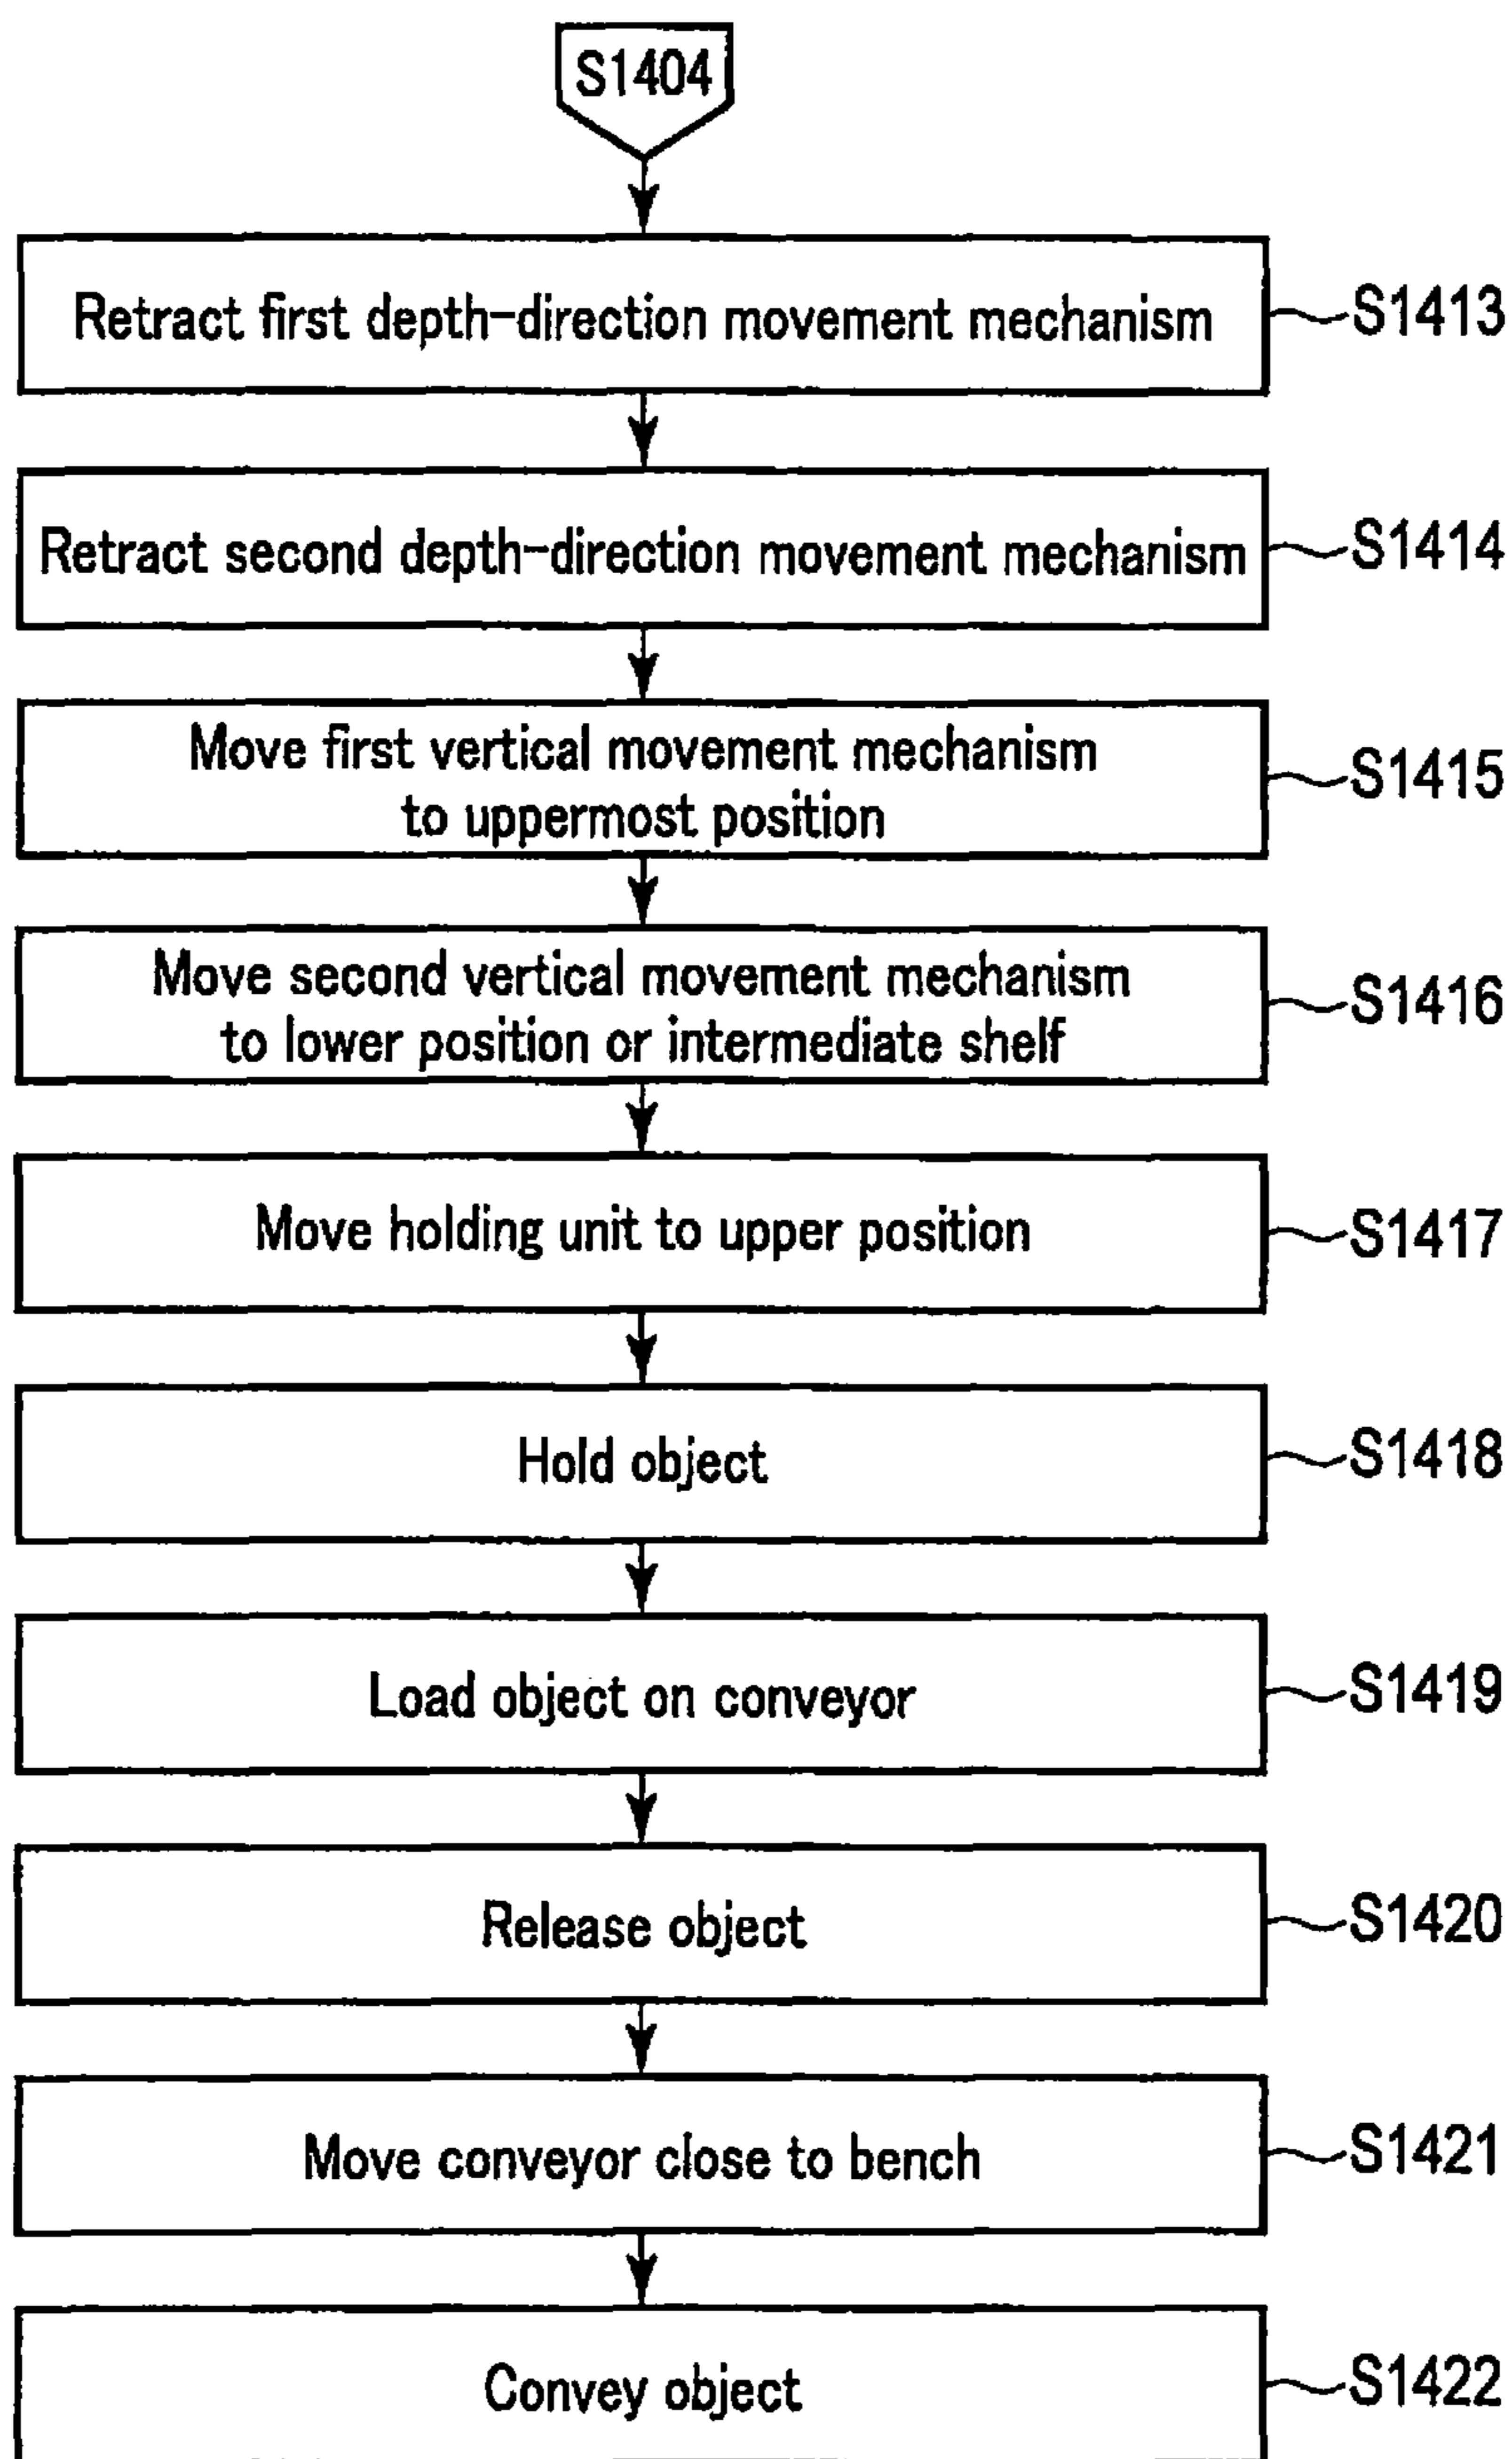 S1404
Retract first depth-direction movement mechanism
S1413
Retract second depth-direction movement mechanism
S1414
Move first vertical movement mechanism
to uppermost position
S1415
Move second vertical movement mechanism
to lower position or intermediate shelf
S1416
Move holding unit to upper position
S1417
Hold object
S1418
Load object on conveyor
S1419
Release object
S1420
Move conveyor close to bench
S1421
Convey object
S1422